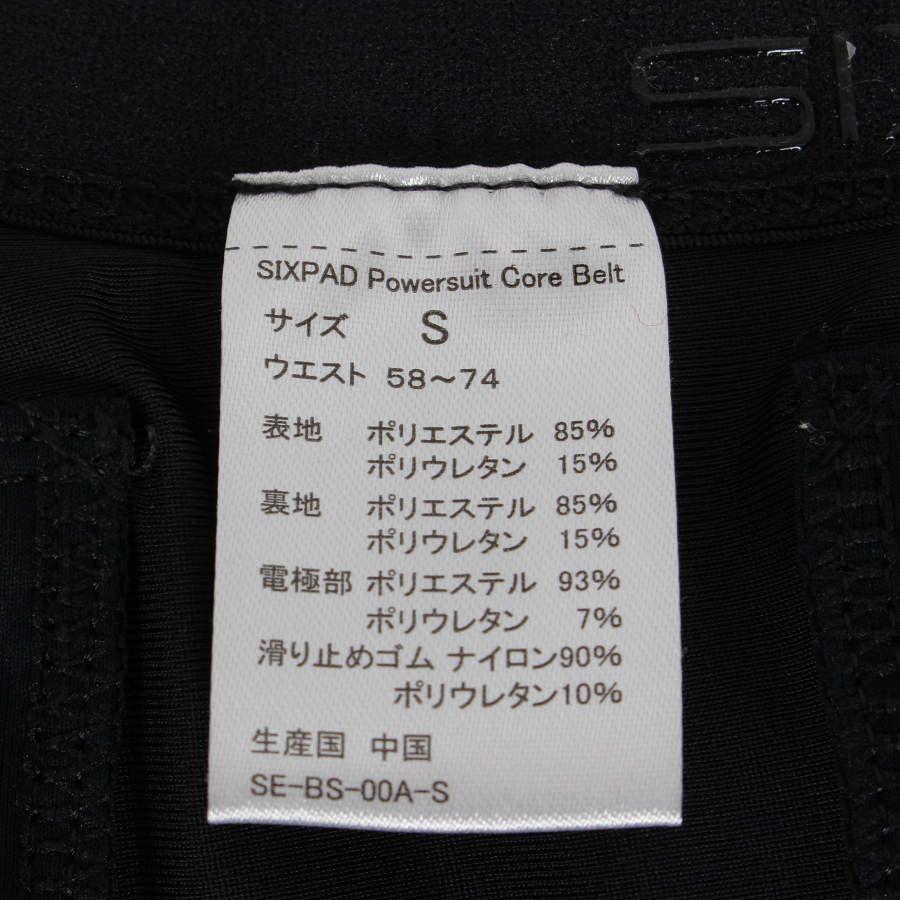 SIXPAD Powersuit Core Belt
サイズ S
ウエスト 58～74
表地 ポリエステル 85%
ポリウレタン 15%
裏地 ポリエステル 85%
ポリウレタン 15%
電極部 ポリエステル 93%
ポリウレタン 7%
滑り止めゴム ナイロン90%
ポリウレタン10%
生産国 中国
SE-BS-00A-S